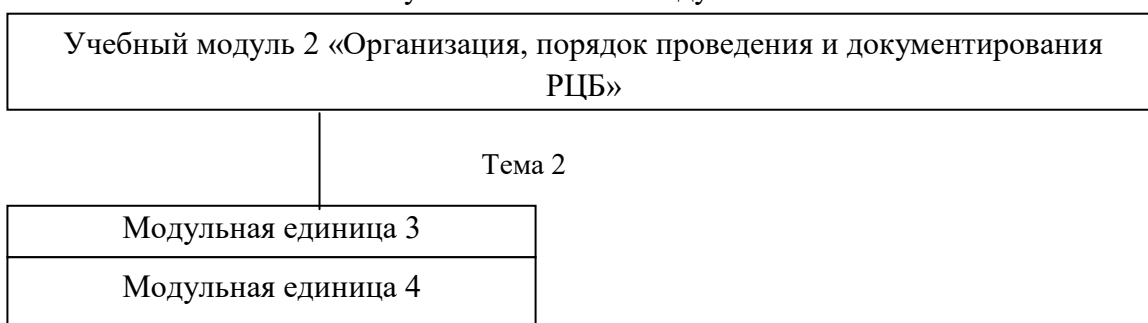 Учебный модуль 2 «Организация, порядок проведения и документирования
РЦБ»
Тема 2
Модульная единица 3
Модульная единица 4